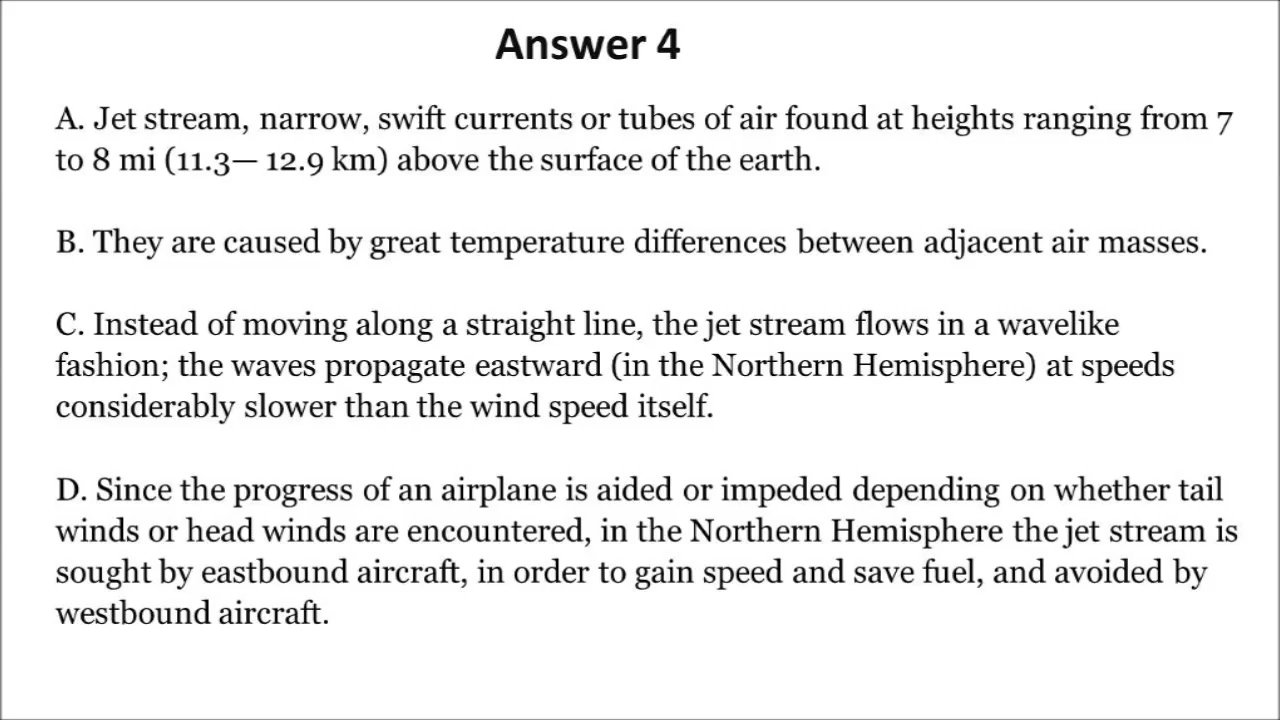 Answer 4
A. Jet stream, narrow, swift currents or tubes of air found at heights ranging from 7
to 8 mi (11.3— 12.9 km) above the surface of the earth.
B. They are caused by great temperature differences between adjacent air masses.
C. Instead of moving along a straight line, the jet stream flows in a wavelike
fashion; the waves propagate eastward (in the Northern Hemisphere) at speeds
considerably slower than the wind speed itself.
D. Since the progress of an airplane is aided or impeded depending on whether tail
winds or head winds are encountered, in the Northern Hemisphere the jet stream is
sought by eastbound aircraft, in order to gain speed and save fuel, and avoided by
westbound aircraft.